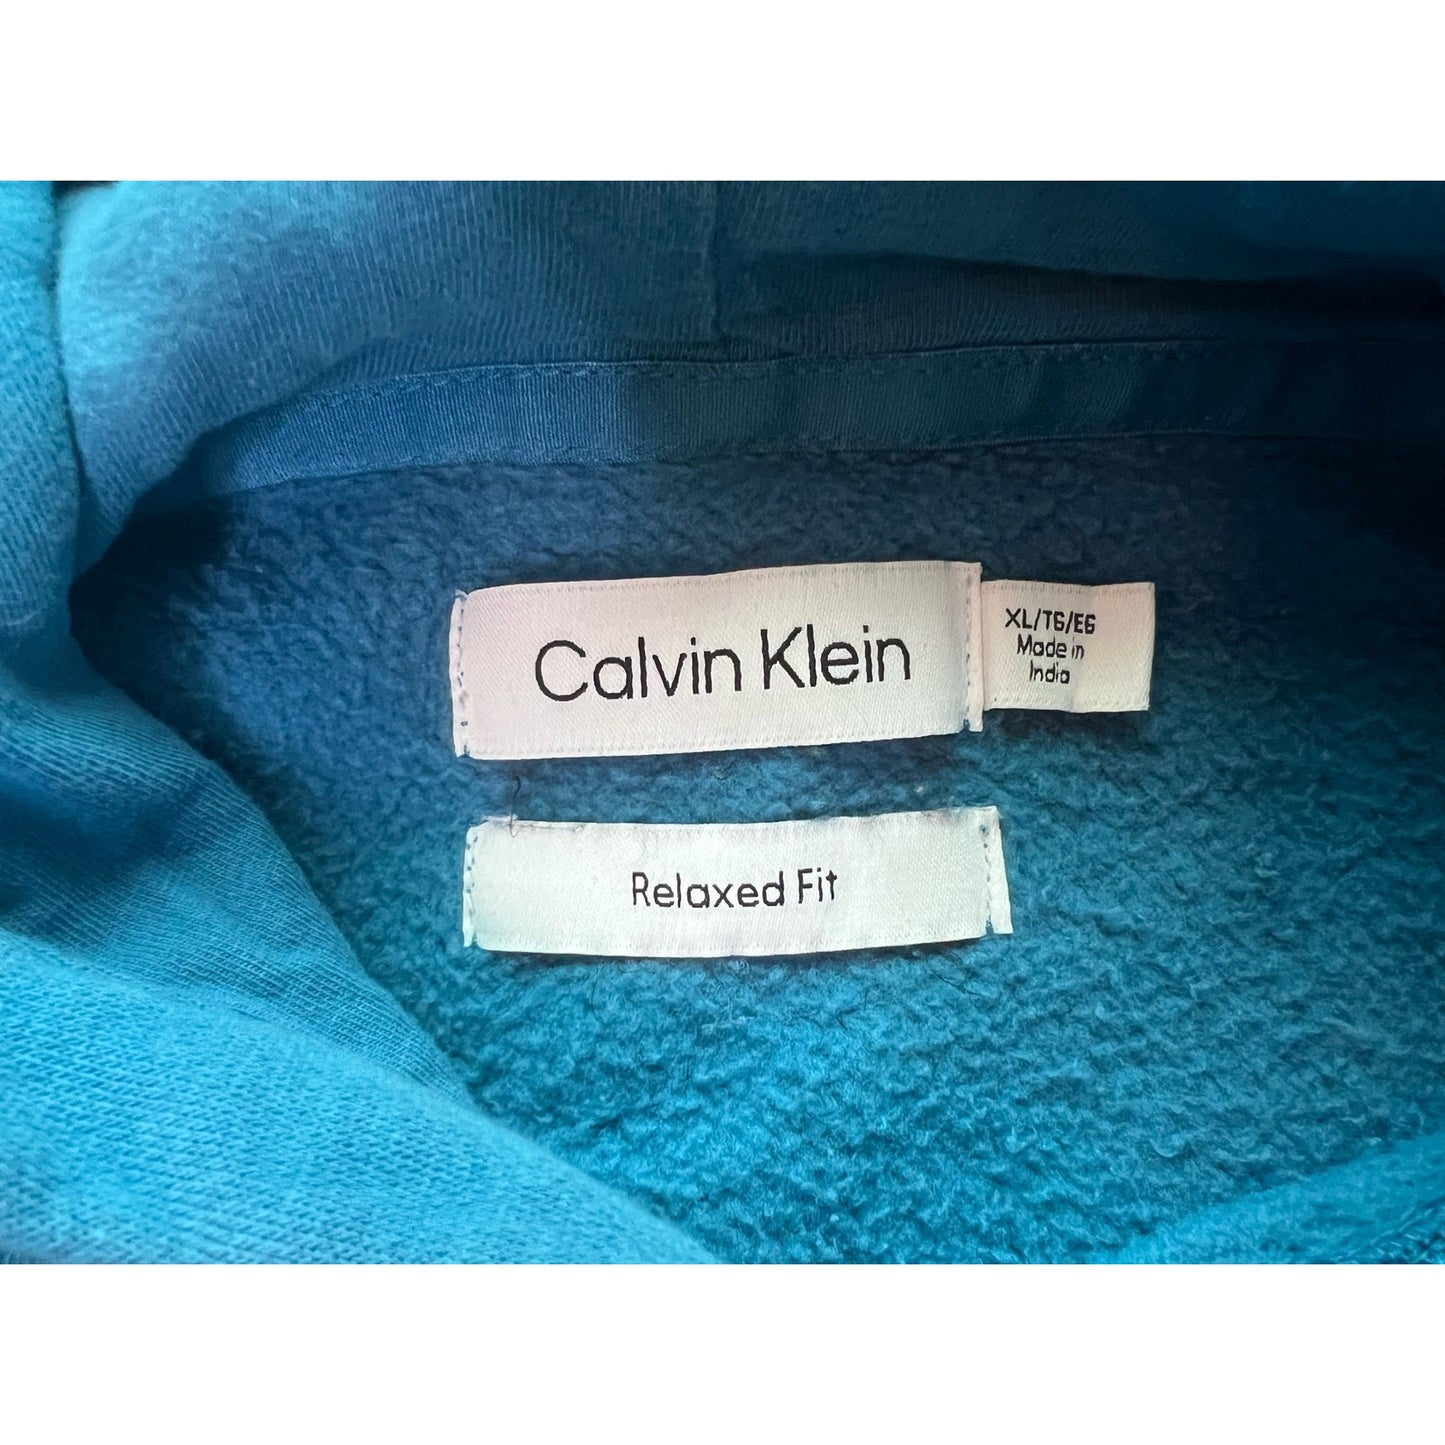 Calvin Klein
XL/TG/EG
Made in
India
Relaxed Fit